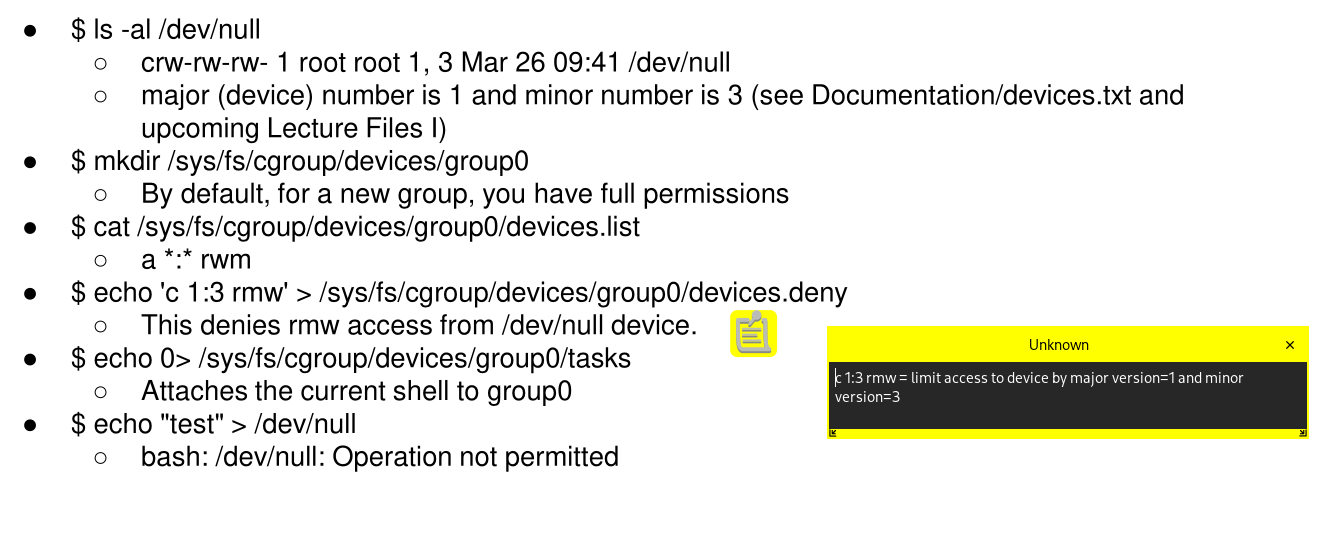 ● $ ls -al /dev/null
○ crw-rw-rw- 1 root root 1, 3 Mar 26 09:41 /dev/null
○ major (device) number is 1 and minor number is 3 (see Documentation/devices.txt and
upcoming Lecture Files I)
● $ mkdir /sys/fs/cgroup/devices/group0
○ By default, for a new group, you have full permissions
● $ cat /sys/fs/cgroup/devices/group0/devices.list
○ a *:* rwm
● $ echo 'c 1:3 rmw' > /sys/fs/cgroup/devices/group0/devices.deny
○ This denies rmw access from /dev/null device.
● $ echo 0> /sys/fs/cgroup/devices/group0/tasks
○ Attaches the current shell to group0
● $ echo "test" > /dev/null
○ bash: /dev/null: Operation not permitted
Unknown ×
c 1:3 rmw = limit access to device by major version=1 and minor
version=3